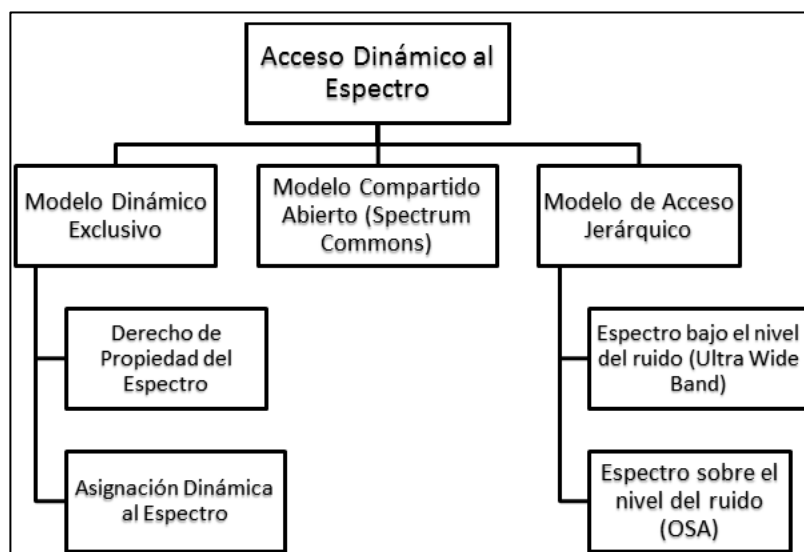 Acceso Dinámico al
Espectro
Modelo Dinámico
Exclusivo
Modelo Compartido
Abierto (Spectrum
Commons)
Modelo de Acceso
Jerárquico
Derecho de
Propiedad del
Espectro
Espectro bajo el nivel
del ruido (Ultra Wide
Band)
Asignación Dinámica
al Espectro
Espectro sobre el
nivel del ruido
(OSA)